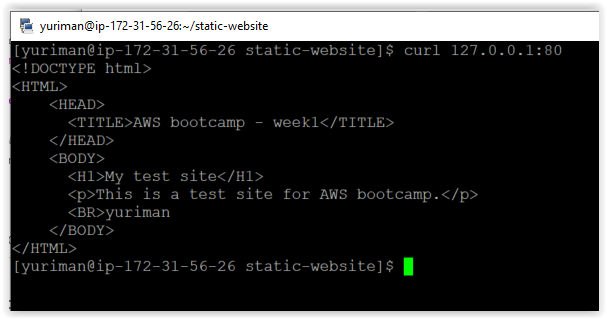 yuriman@ip-172-31-56-26:~/static-website
[yuriman@ip-172-31-56-26 static-website]$ curl 127.0.0.1:80
<!DOCTYPE html>
<HTML>
    <HEAD>
      <TITLE>AWS bootcamp - week1</TITLE>
    </HEAD>
    <BODY>
      <H1>My test site</H1>
      <p>This is a test site for AWS bootcamp.</p>
      <BR>yuriman
    </BODY>
</HTML>
[yuriman@ip-172-31-56-26 static-website]$